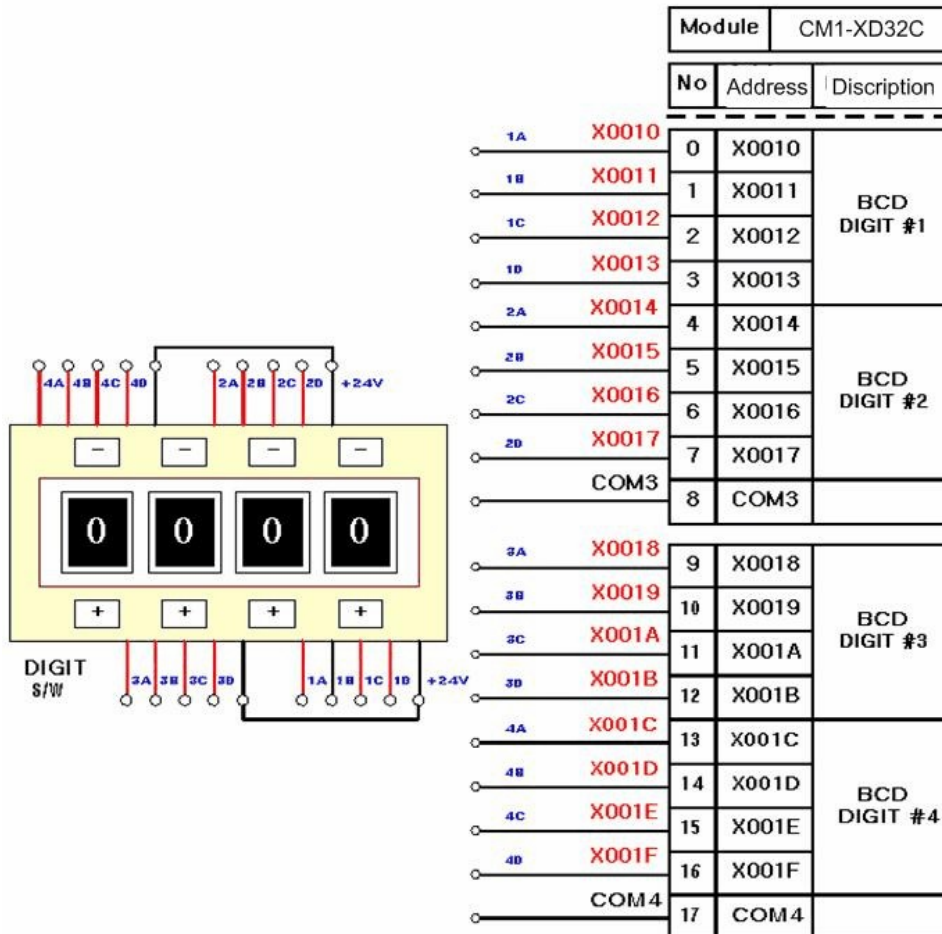 Module CM1-XD32C
No Address Discription
1A X0010 0 X0010
1B X0011 1 X0011
1C X0012 2 X0012
1D X0013 3 X0013
BCD
DIGIT #1
2A X0014 4 X0014
2B X0015 5 X0015
2C X0016 6 X0016
2D X0017 7 X0017
BCD
DIGIT #2
COM3 8 COM3
3A X0018 9 X0018
3B X0019 10 X0019
3C X001A 11 X001A
3D X001B 12 X001B
BCD
DIGIT #3
4A X001C 13 X001C
4B X001D 14 X001D
4C X001E 15 X001E
4D X001F 16 X001F
BCD
DIGIT #4
COM4 17 COM4
4A 4B 4C 4D 2A 2B 2C 2D +24V
− − − −
0 0 0 0
+ + + +
DIGIT
S/W
3A 3B 3C 3D 1A 1B 1C 1D +24V